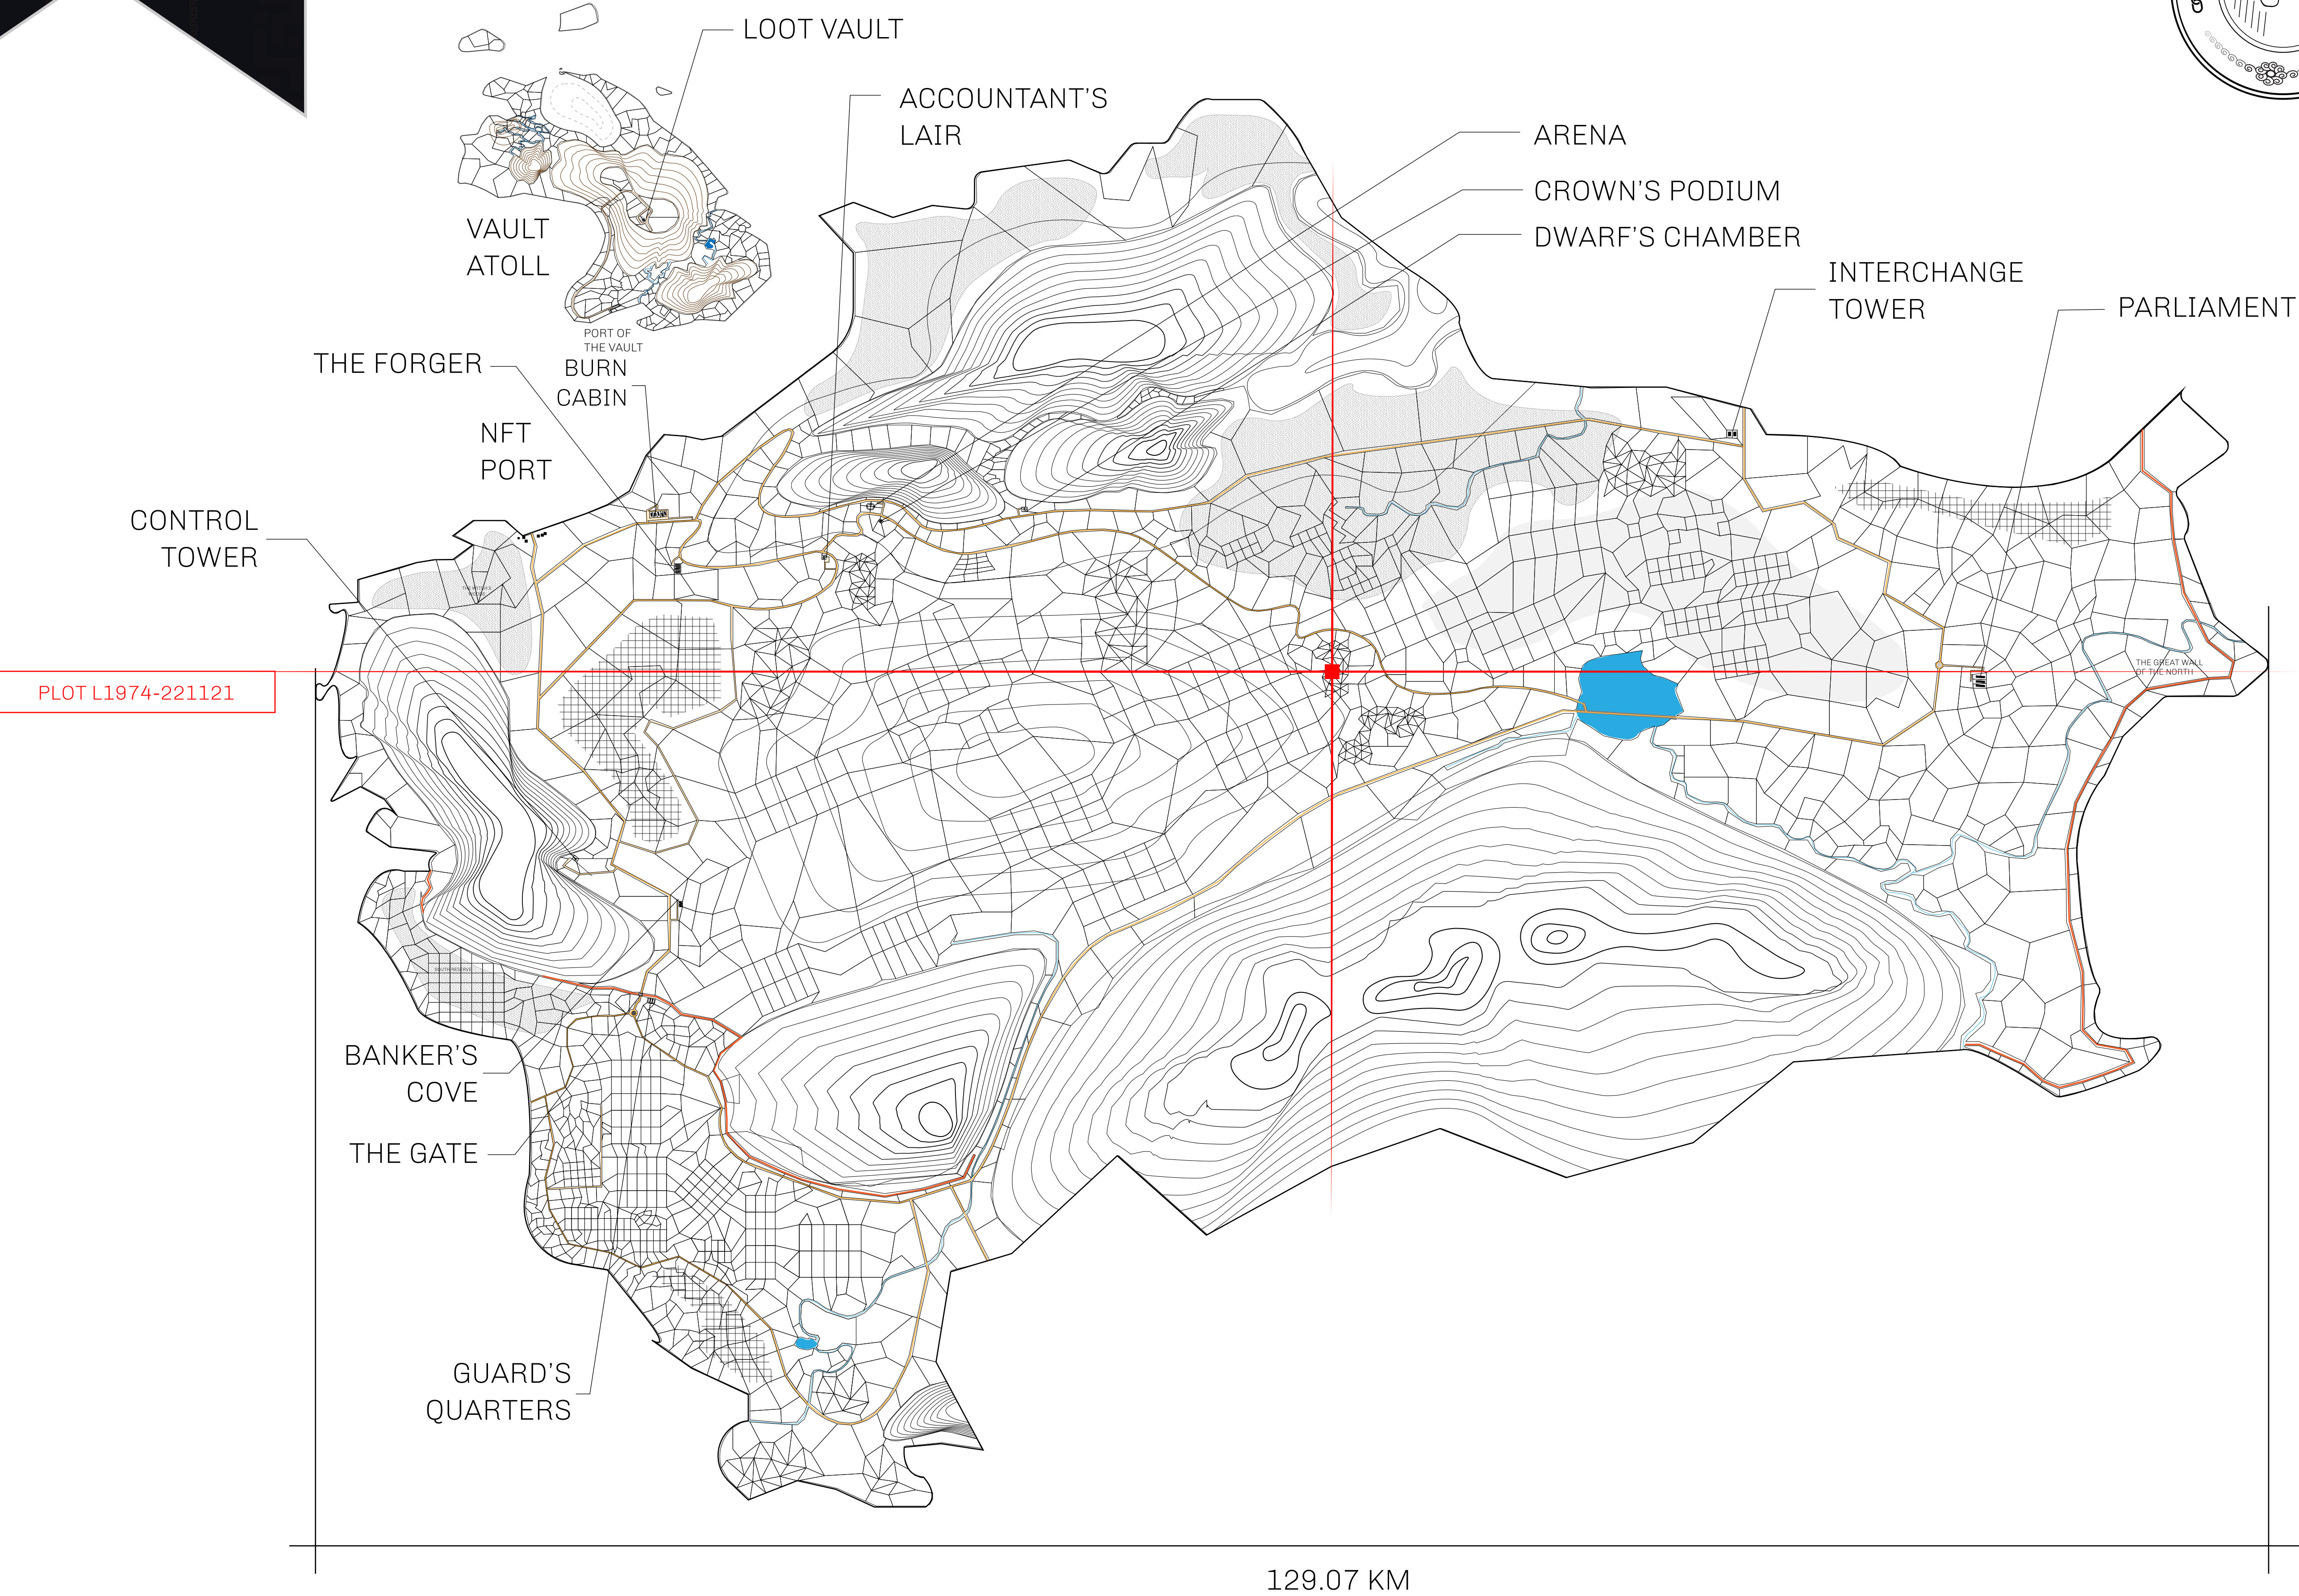 LOOT VAULT
ACCOUNTANT'S
LAIR
ARENA
CROWN'S PODIUM
DWARF'S CHAMBER
INTERCHANGE
TOWER
PARLIAMENT
VAULT
ATOLL
PORT OF
THE VAULT
THE FORGER
BURN
CABIN
NFT
PORT
CONTROL
TOWER
PLOT L1974-221121
THE GREAT WALL
OF THE NORTH
SOUTH RESERVE
BANKER'S
COVE
THE GATE
GUARD'S
QUARTERS
129.07 KM